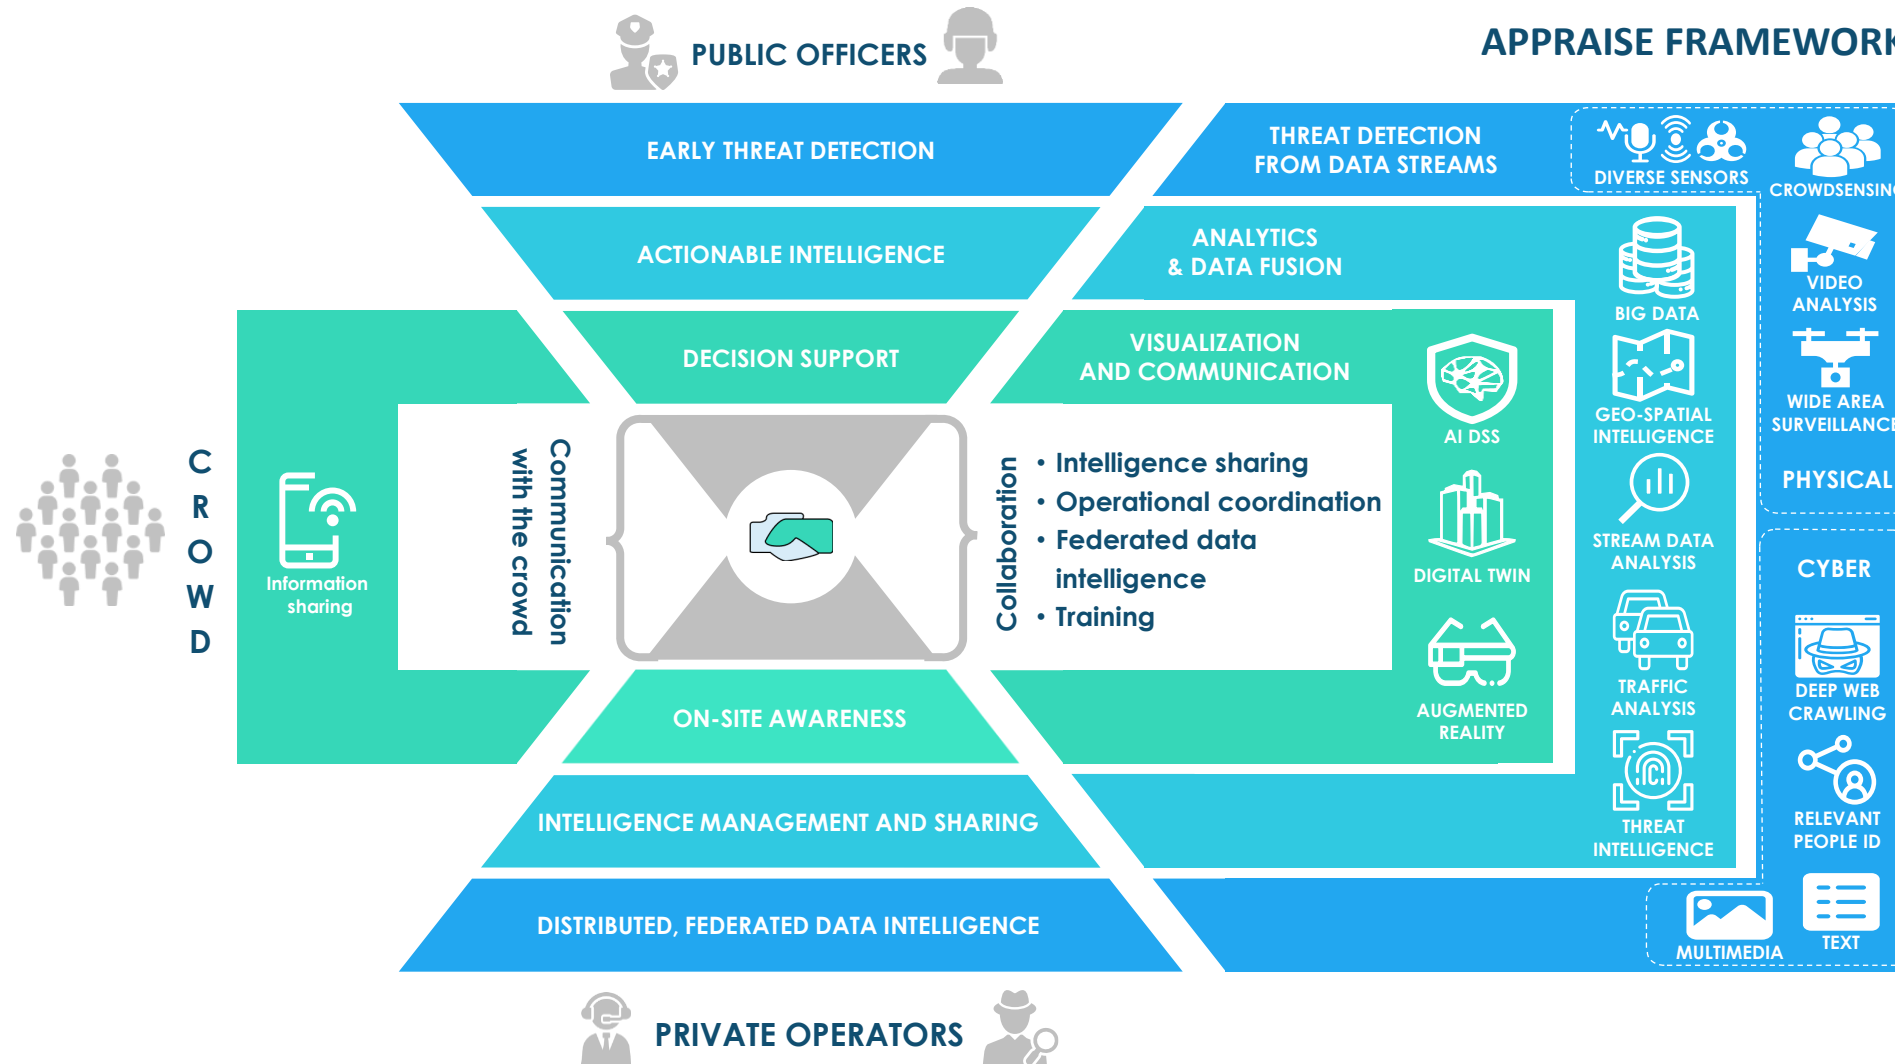 PUBLIC OFFICERS
APPRAISE FRAMEWORK
EARLY THREAT DETECTION
THREAT DETECTION
FROM DATA STREAMS
DIVERSE SENSORS
CROWDSENSING
ACTIONABLE INTELLIGENCE
ANALYTICS
& DATA FUSION
BIG DATA
VIDEO
ANALYSIS
DECISION SUPPORT
VISUALIZATION
AND COMMUNICATION
AI DSS
GEO-SPATIAL
INTELLIGENCE
WIDE AREA
SURVEILLANCE
PHYSICAL
C
R
O
W
D
Information
sharing
Communication
with the crowd
Collaboration
• Intelligence sharing
• Operational coordination
• Federated data
intelligence
• Training
DIGITAL TWIN
STREAM DATA
ANALYSIS
CYBER
AUGMENTED
REALITY
TRAFFIC
ANALYSIS
DEEP WEB
CRAWLING
ON-SITE AWARENESS
INTELLIGENCE MANAGEMENT AND SHARING
THREAT
INTELLIGENCE
RELEVANT
PEOPLE ID
DISTRIBUTED, FEDERATED DATA INTELLIGENCE
MULTIMEDIA
TEXT
PRIVATE OPERATORS